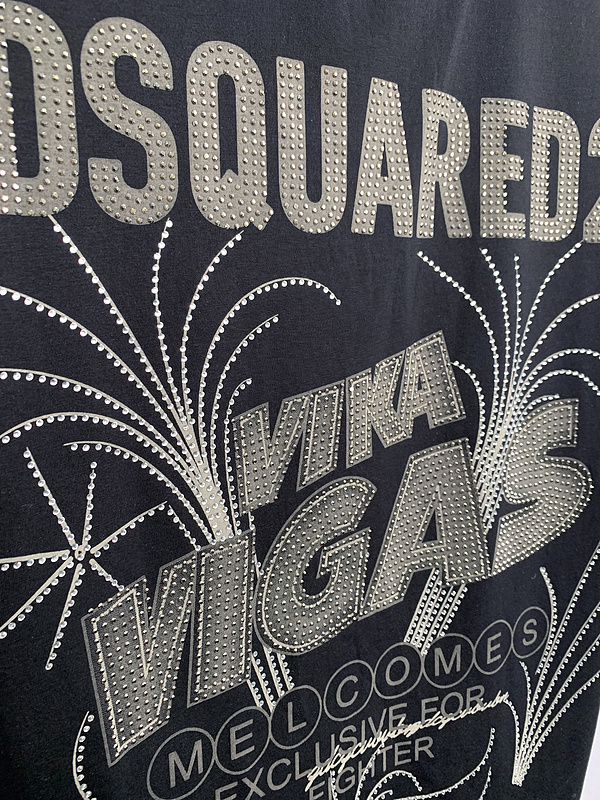 DSQUARED2
VIKA
VIGAS
MELCOMES
EXCLUSIVE FOR
FIGHTER